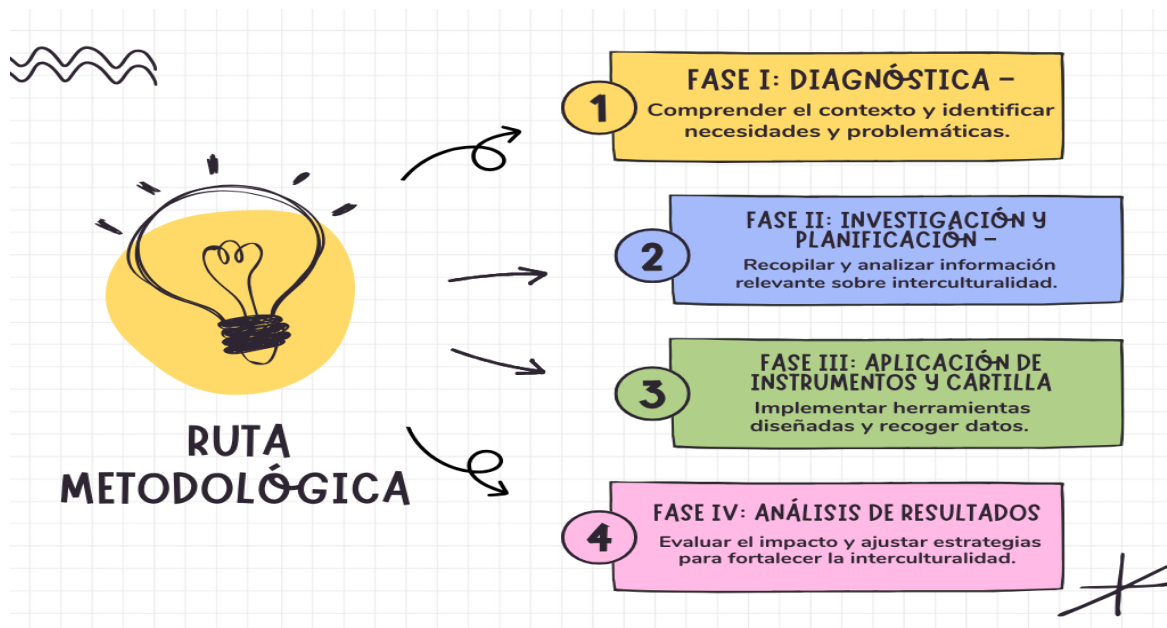 RUTA
METODOLÓGICA
1
FASE I: DIAGNÓSTICA –
Comprender el contexto y identificar
necesidades y problemáticas.
2
FASE II: INVESTIGACIÓN Y
PLANIFICACIÓN –
Recopilar y analizar información
relevante sobre interculturalidad.
3
FASE III: APLICACIÓN DE
INSTRUMENTOS Y CARTILLA
Implementar herramientas
diseñadas y recoger datos.
4
FASE IV: ANÁLISIS DE RESULTADOS
Evaluar el impacto y ajustar estrategias
para fortalecer la interculturalidad.